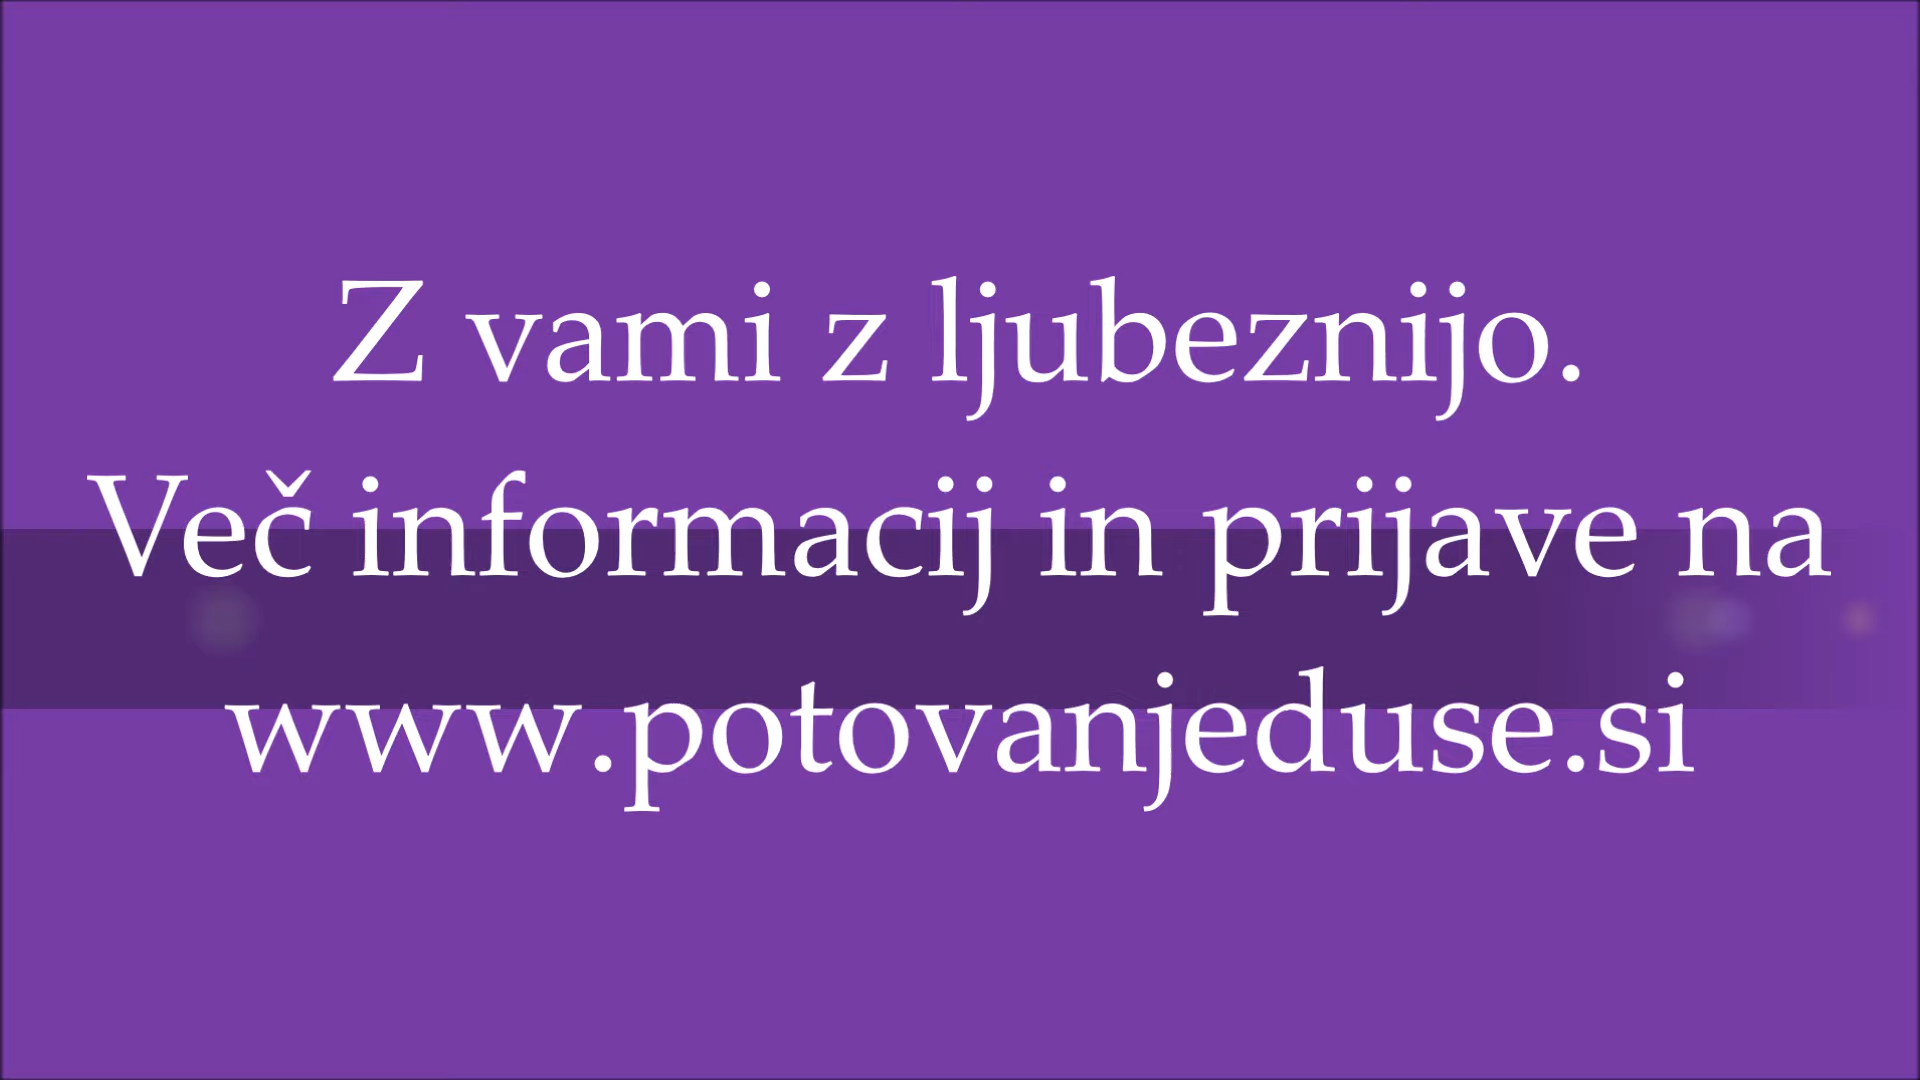 Z vami z ljubeznijo.
Več informacij in prijave na
www.potovanjeduse.si